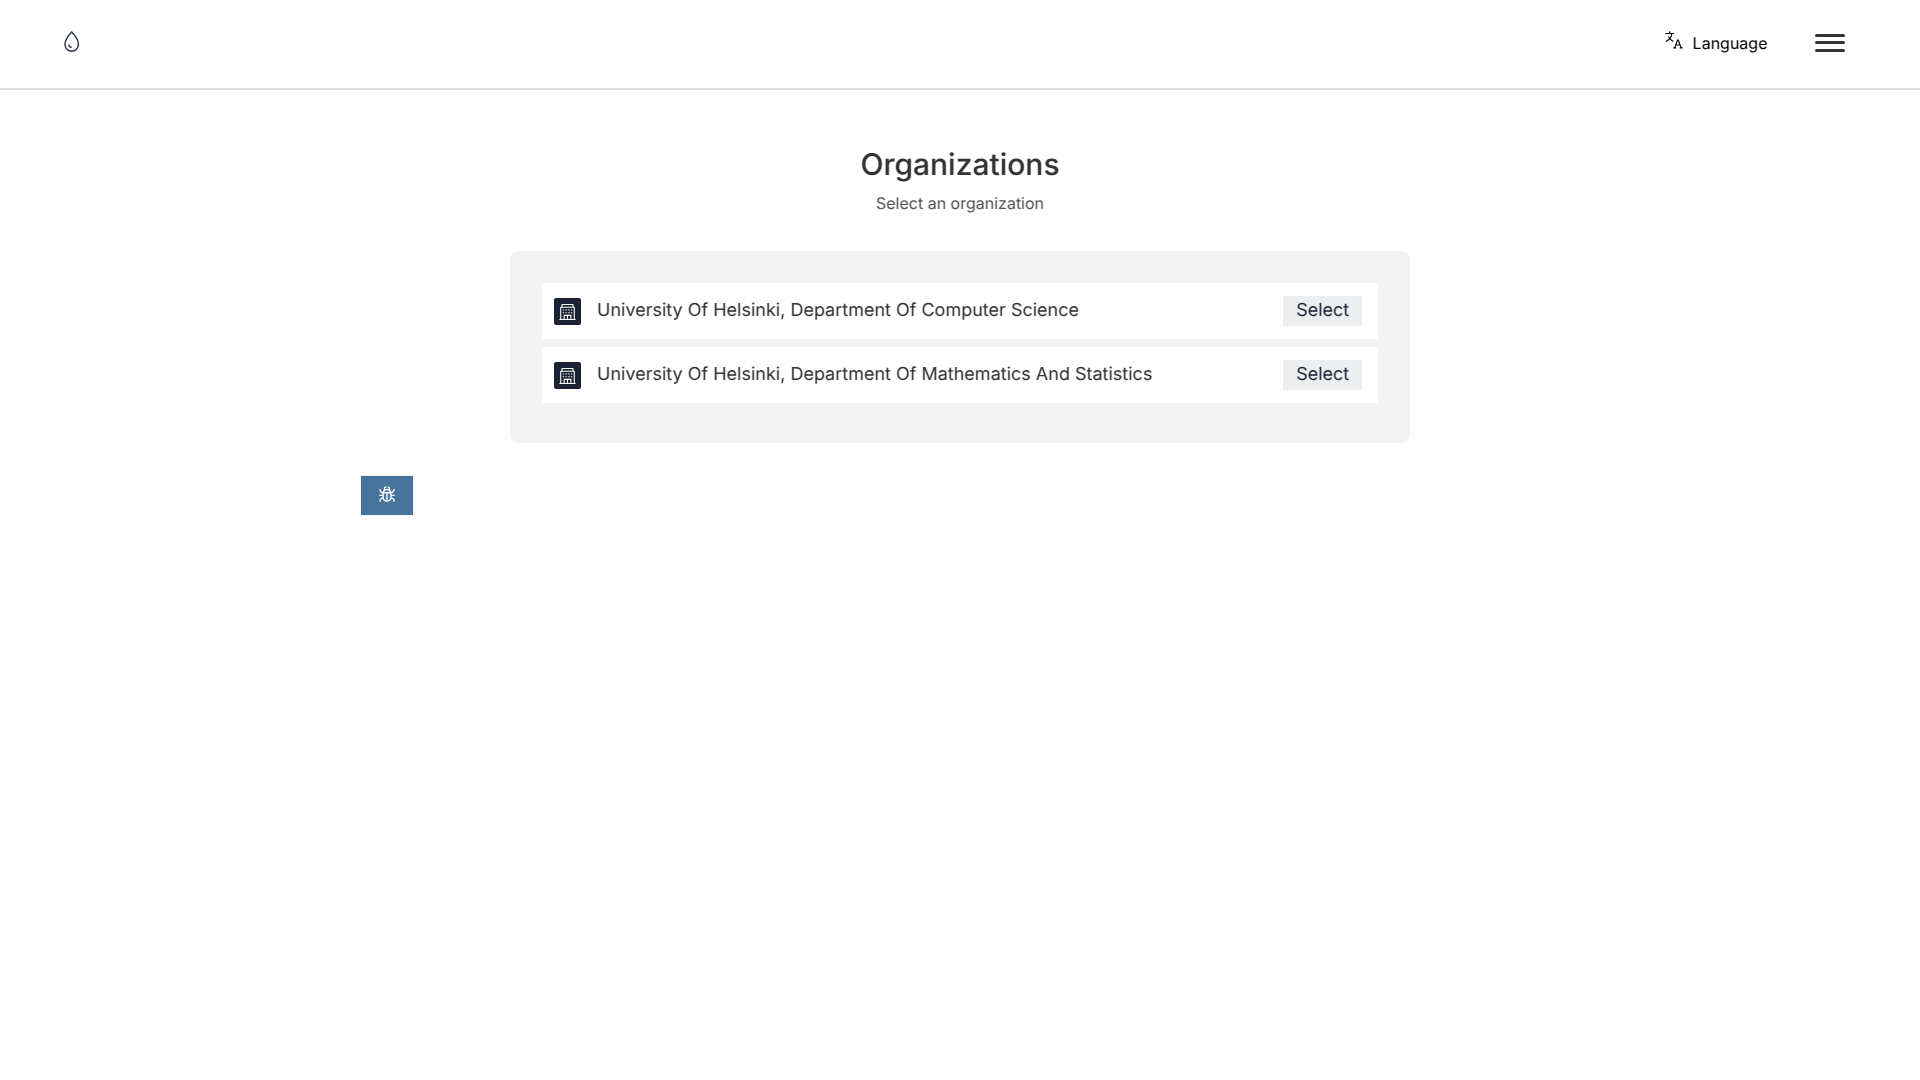 Language
Organizations
Select an organization
University Of Helsinki, Department Of Computer Science
Select
University Of Helsinki, Department Of Mathematics And Statistics
Select